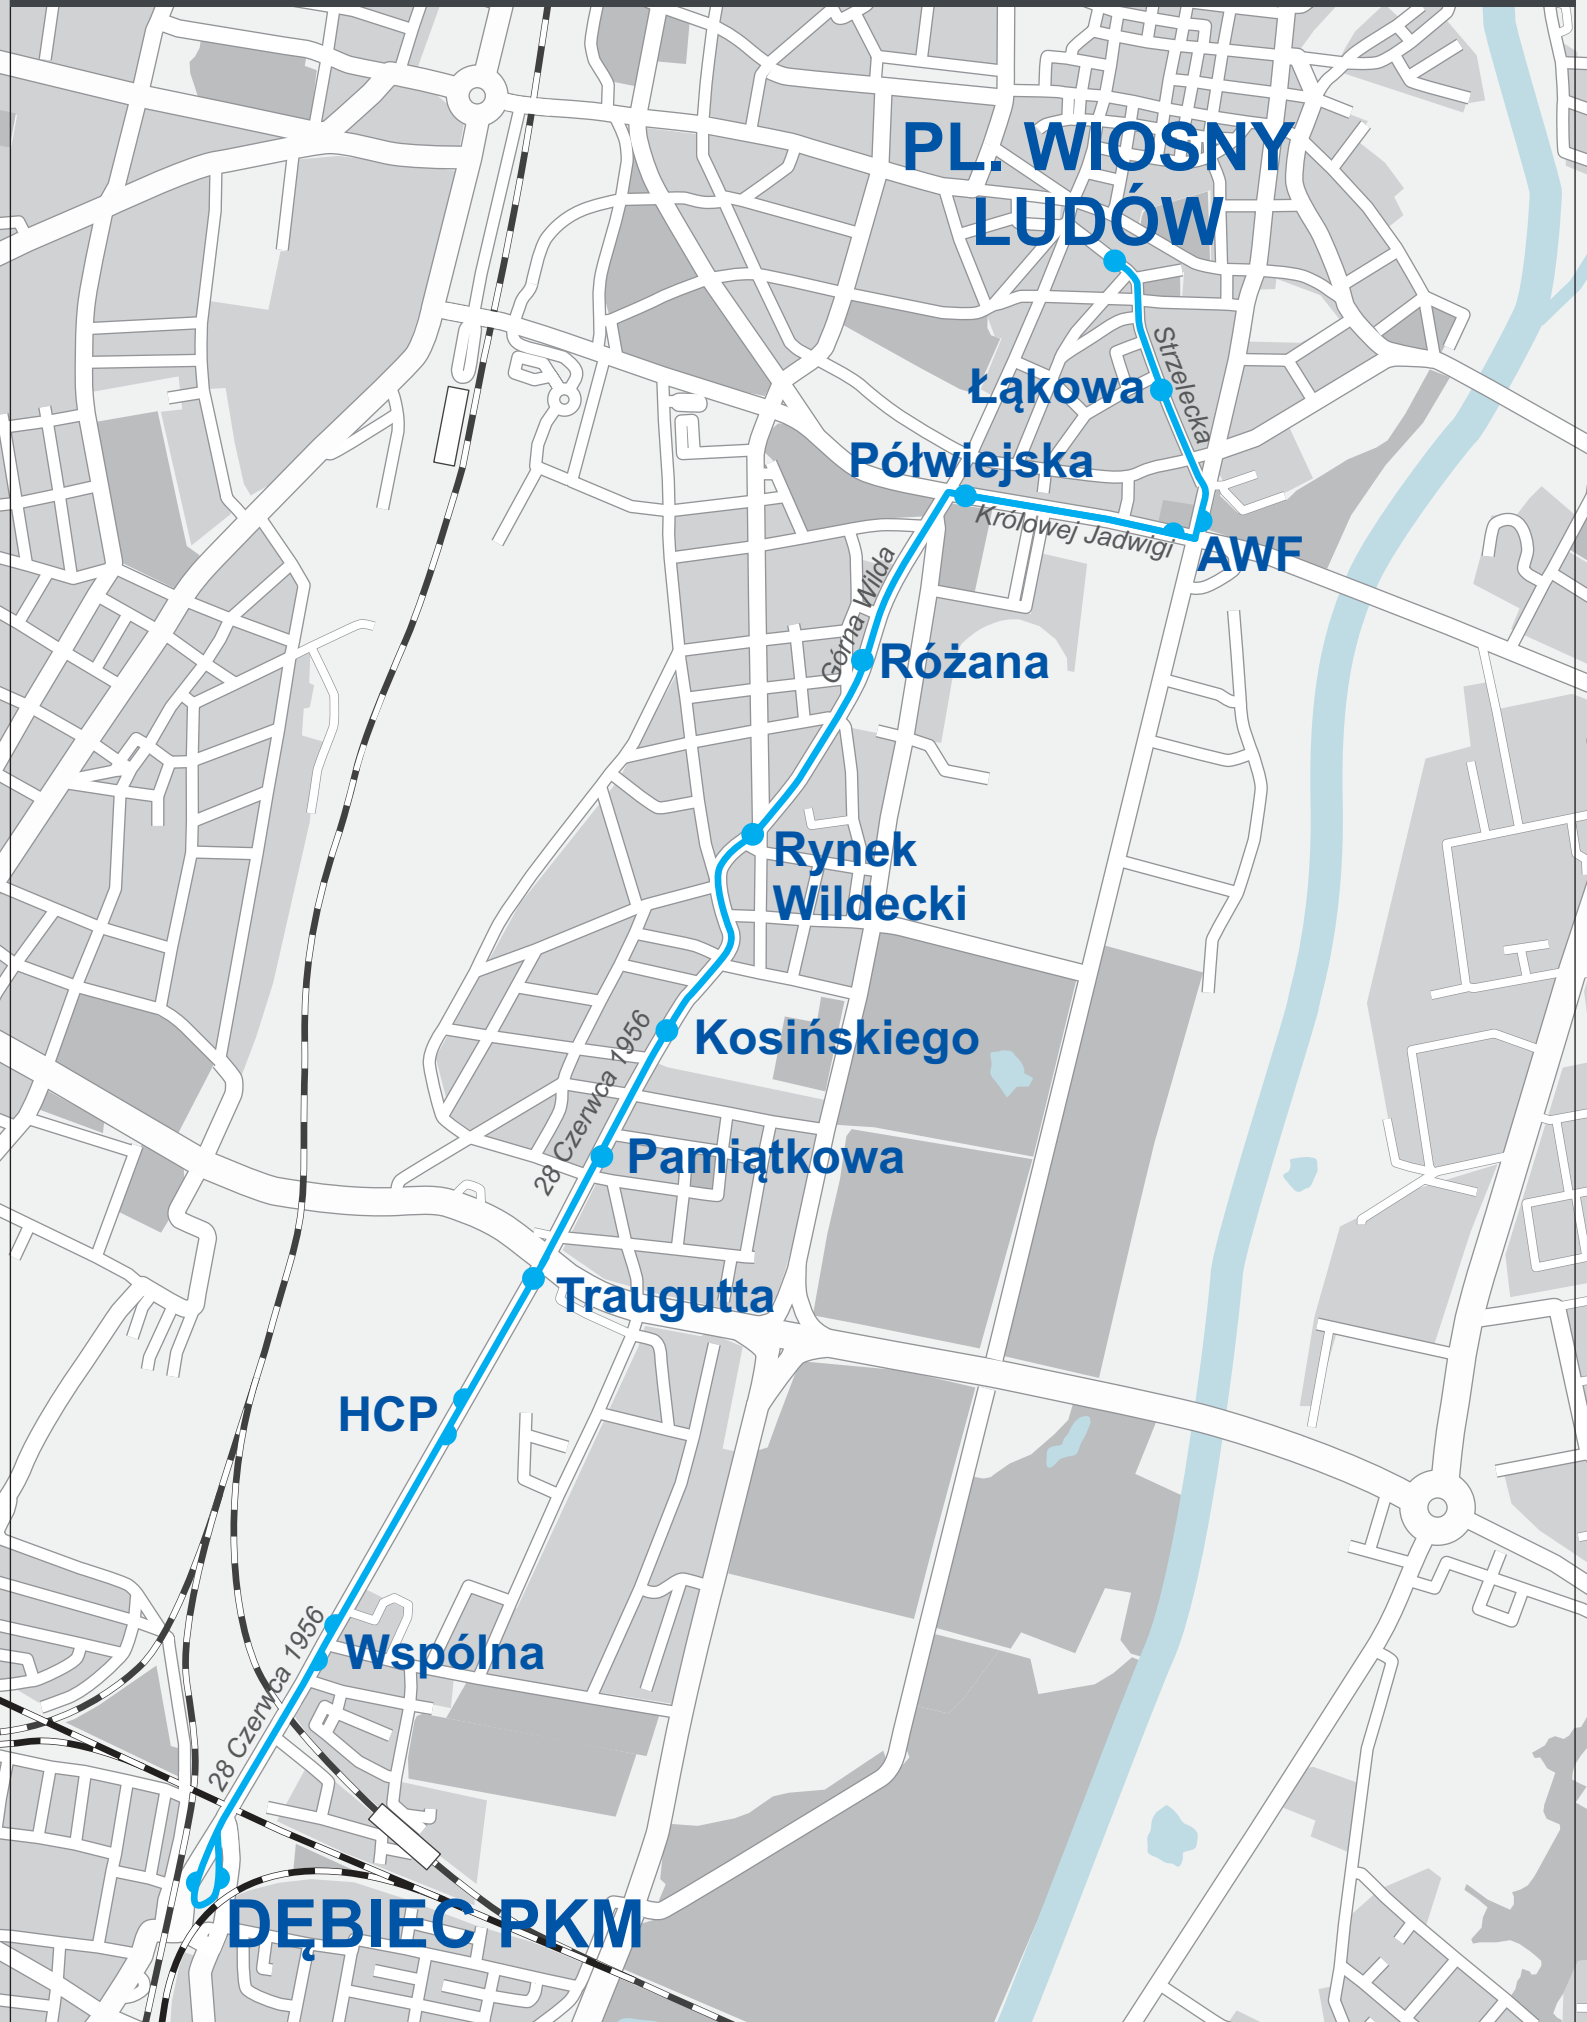 PL. WIOSNY
LUDÓW
Strzelecka
Łąkowa
Półwiejska
Królowej Jadwigi
AWF
Górna Wilda
Różana
Rynek
Wildecki
28 Czerwca 1956
Kosińskiego
Pamiątkowa
Traugutta
HCP
28 Czerwca 1956
Wspólna
DĘBIEC PKM